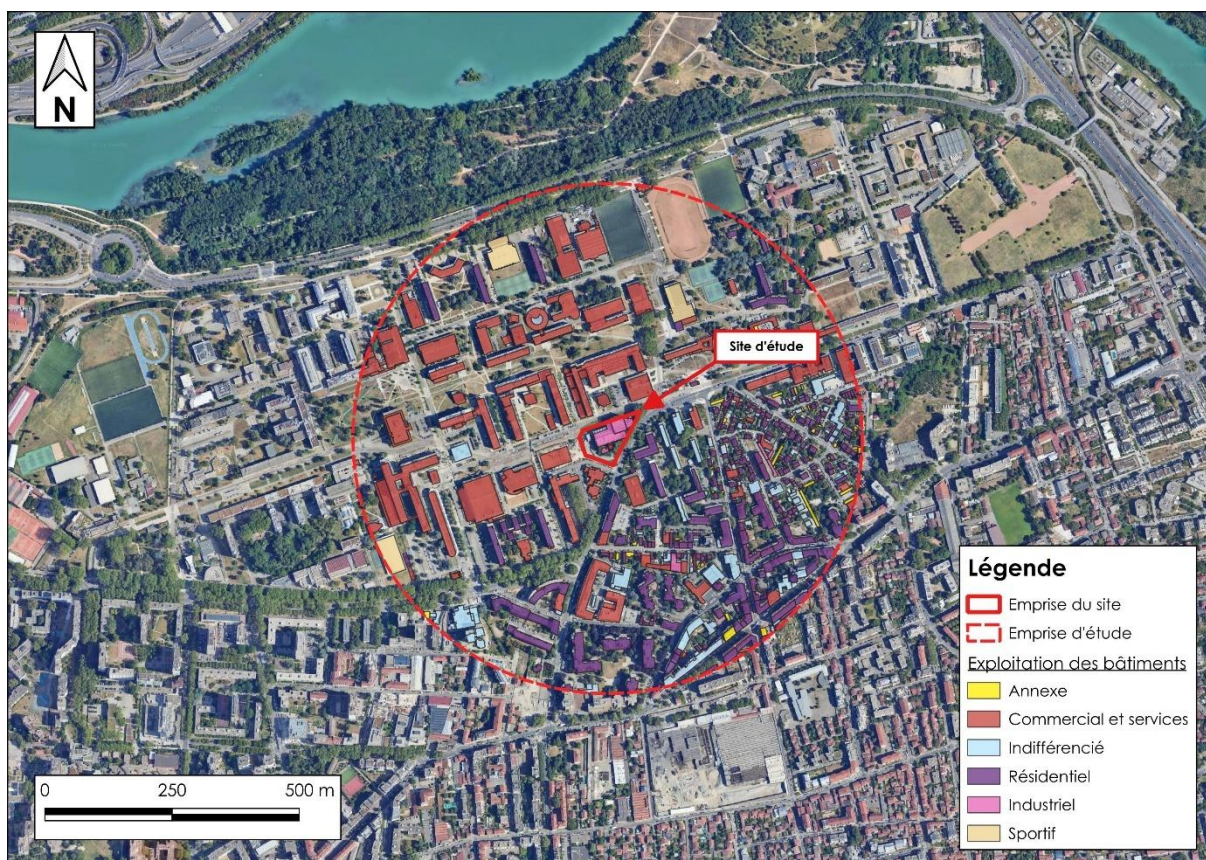 N
Site d'étude
Légende
Emprise du site
Emprise d'étude
Exploitation des bâtiments
Annexe
Commercial et services
Indifférencié
Résidentiel
Industriel
Sportif
0 250 500 m